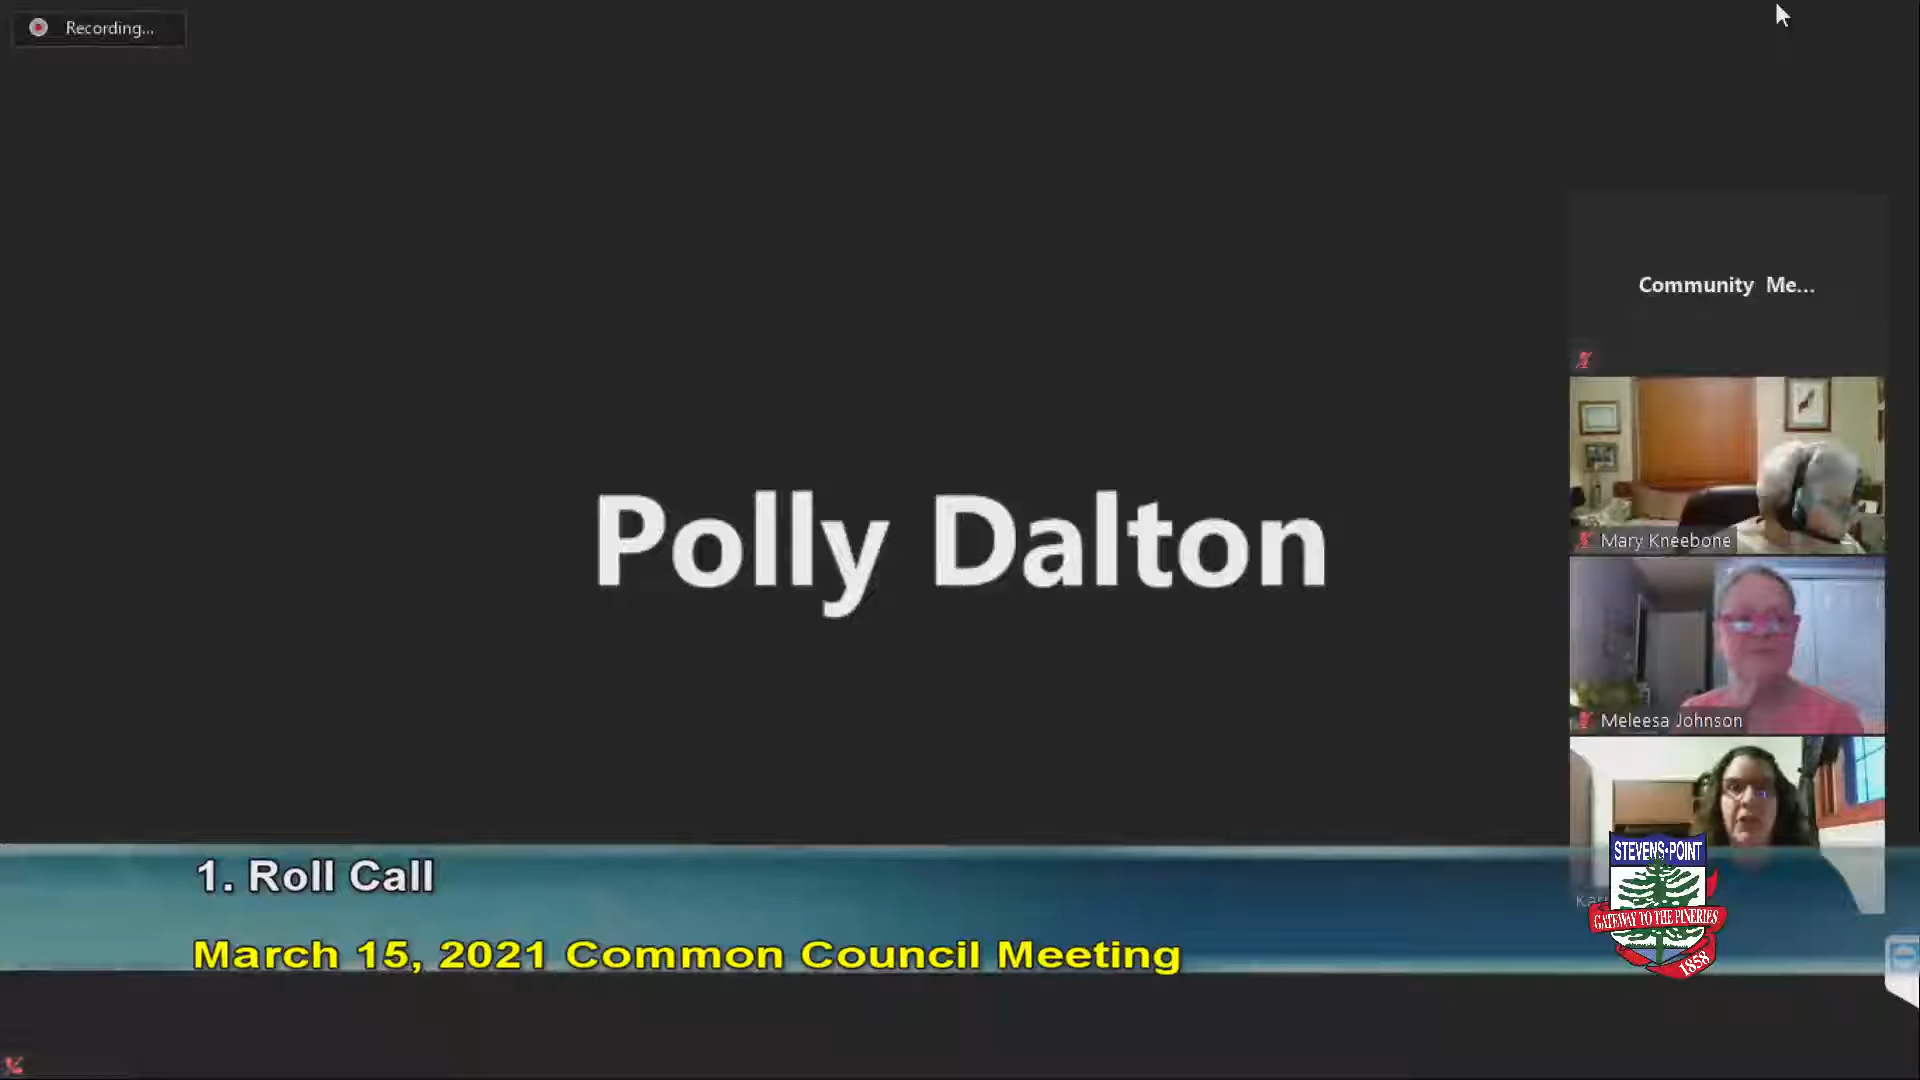 Recording...
Community Me...
Polly Dalton
Mary Kneebone
Meleesa Johnson
1. Roll Call
STEVENS·POINT
GATEWAY TO THE PINERIES
1858
March 15, 2021 Common Council Meeting